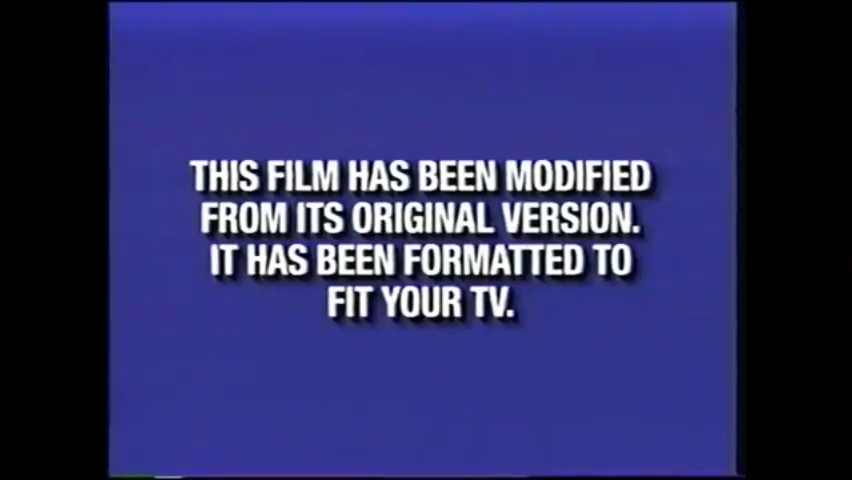 THIS FILM HAS BEEN MODIFIED
FROM ITS ORIGINAL VERSION.
IT HAS BEEN FORMATTED TO
FIT YOUR TV.